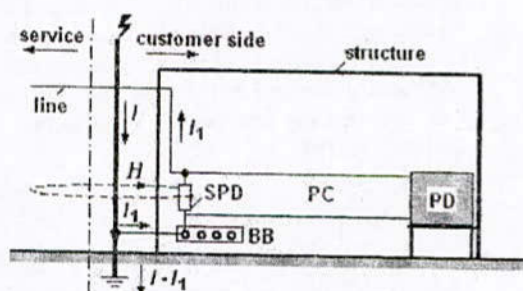 service
customer side
structure
line
I
I₁
H
SPD
PC
PD
I₁
BB
I - I₁